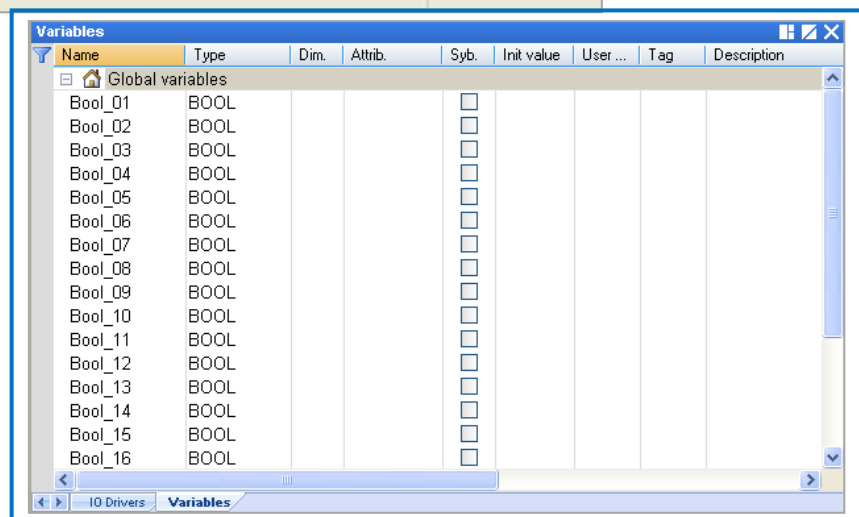 Variables
Name Type Dim. Attrib. Syb. Init value User ... Tag Description
Global variables
Bool_01 BOOL
Bool_02 BOOL
Bool_03 BOOL
Bool_04 BOOL
Bool_05 BOOL
Bool_06 BOOL
Bool_07 BOOL
Bool_08 BOOL
Bool_09 BOOL
Bool_10 BOOL
Bool_11 BOOL
Bool_12 BOOL
Bool_13 BOOL
Bool_14 BOOL
Bool_15 BOOL
Bool_16 BOOL
IO Drivers Variables